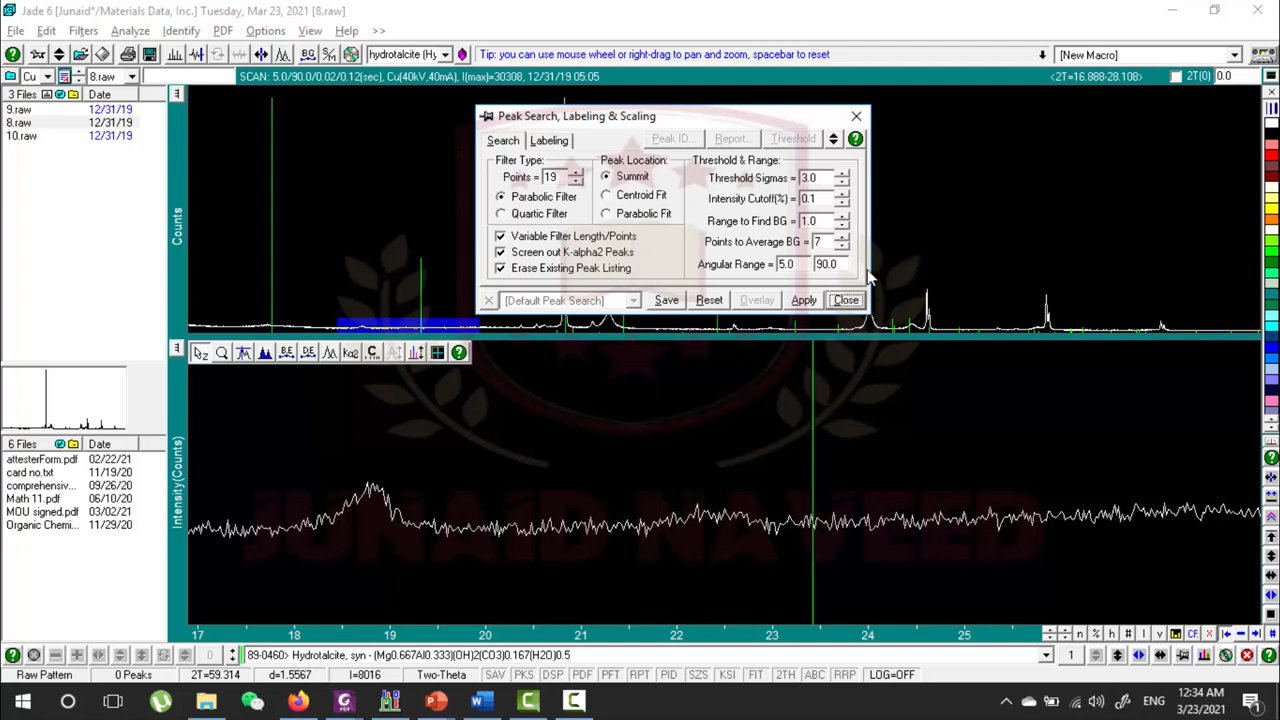 Jade 6 [Junaid*/Materials Data, Inc.] Tuesday, Mar 23, 2021 [8.raw]
File Edit Filters Analyze Identify PDF Options View Help >>
hydrotalcite (Hy
Tip: you can use mouse wheel or right-drag to pan and zoom, spacebar to reset
[New Macro]
Cu 8.raw
SCAN: 5.0/90.0/0.02/0.12(sec), Cu(40kV,40mA), I(max)=30308, 12/31/19 05:05
<2T=16.888-28.108>
2T(0) 0.0
3 Files Date
9.raw 12/31/19
8.raw 12/31/19
10.raw 12/31/19
Counts
Peak Search, Labeling & Scaling
Search Labeling Peak ID... Report... Threshold
Filter Type: Peak Location: Threshold & Range:
Points = 19 Summit Threshold Sigmas = 3.0
Parabolic Filter Centroid Fit Intensity Cutoff(%) = 0.1
Quartic Filter Parabolic Fit Range to Find BG = 1.0
Variable Filter Length/Points Points to Average BG = 7
Screen out K-alpha2 Peaks
Erase Existing Peak Listing Angular Range = 5.0 90.0
[Default Peak Search] Save Reset Overlay Apply Close
6 Files Date
attesterForm.pdf 02/22/21
card no.txt 11/19/20
comprehensiv... 09/26/20
Math 11.pdf 06/10/20
MOU signed.pdf 03/02/21
Organic Chemi... 11/29/20
Intensity(Counts)
JUNAID NAVEED
17 18 19 20 21 22 23 24 25
n % h # l v CF. x
0
89-0460> Hydrotalcite, syn - (Mg0.667Al0.333)(OH)2(CO3)0.167(H2O)0.5
1
Raw Pattern 0 Peaks 2T=59.314 d=1.5567 I=8016 Two-Theta SAV PKS DSP PDF PFT RPT PID SZS KSI FIT 2TH ABC RRP LOG=OFF
ENG
12:34 AM
3/23/2021